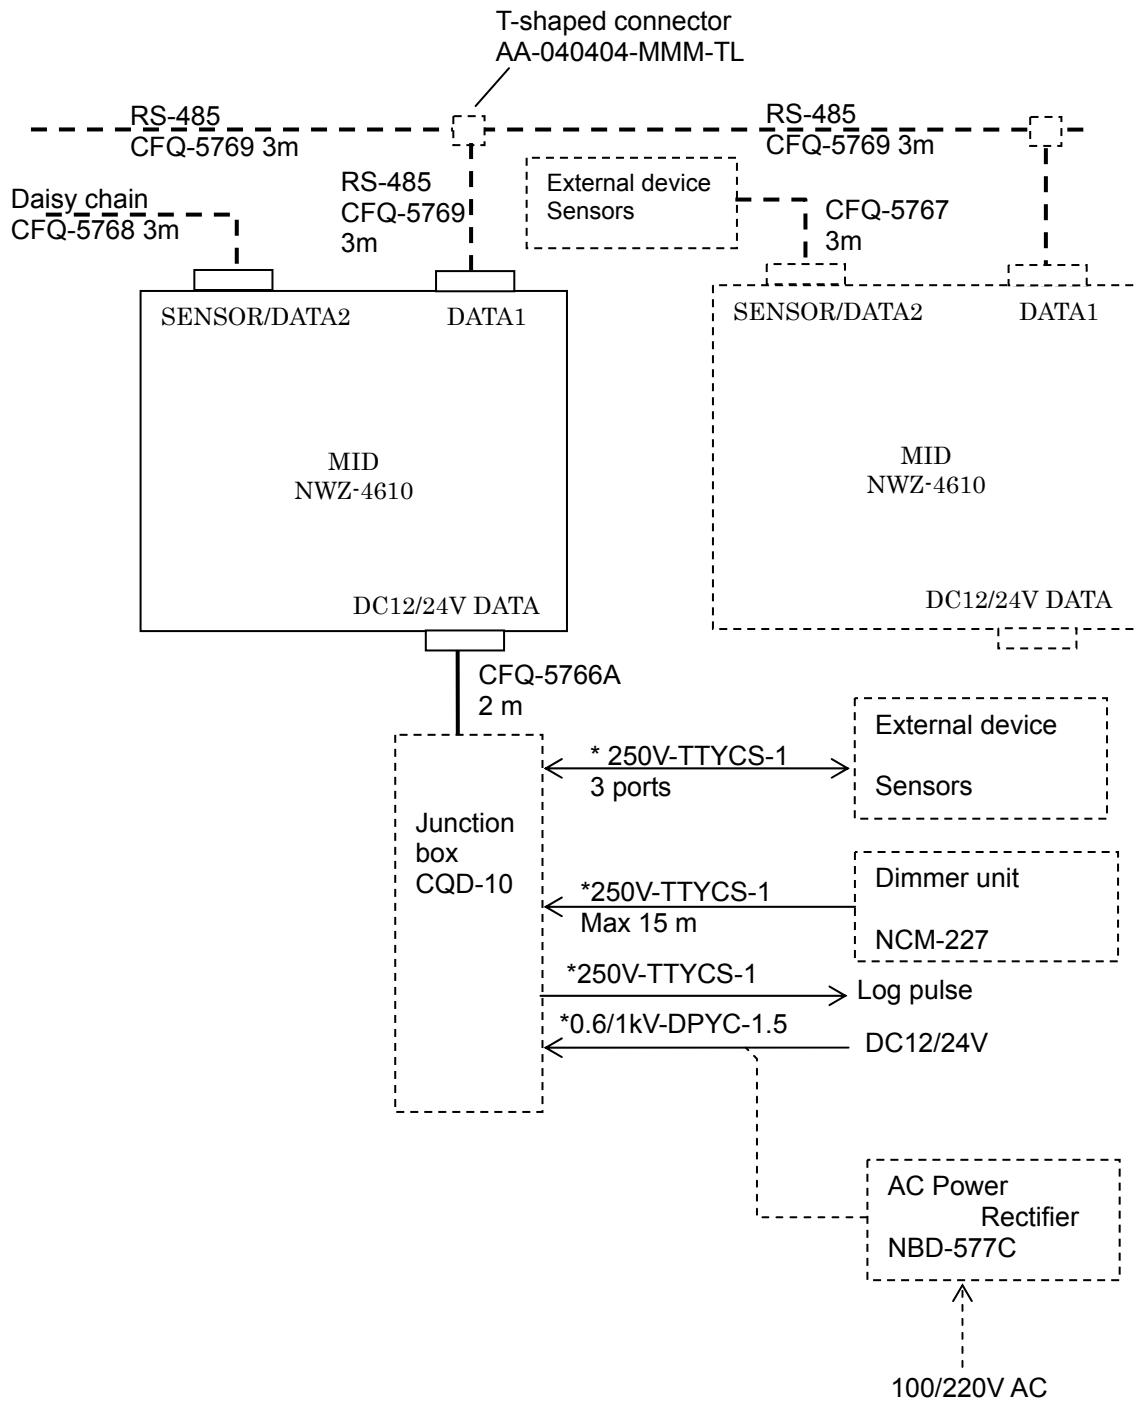 T-shaped connector
AA-040404-MMM-TL
RS-485
CFQ-5769 3m
RS-485
CFQ-5769 3m
Daisy chain
CFQ-5768 3m
RS-485
CFQ-5769
3m
External device
Sensors
CFQ-5767
3m
SENSOR/DATA2
DATA1
MID
NWZ-4610
DC12/24V DATA
SENSOR/DATA2
DATA1
MID
NWZ-4610
DC12/24V DATA
CFQ-5766A
2 m
Junction
box
CQD-10
* 250V-TTYCS-1
3 ports
External device
Sensors
*250V-TTYCS-1
Max 15 m
Dimmer unit
NCM-227
*250V-TTYCS-1
Log pulse
*0.6/1kV-DPYC-1.5
DC12/24V
AC Power
Rectifier
NBD-577C
100/220V AC